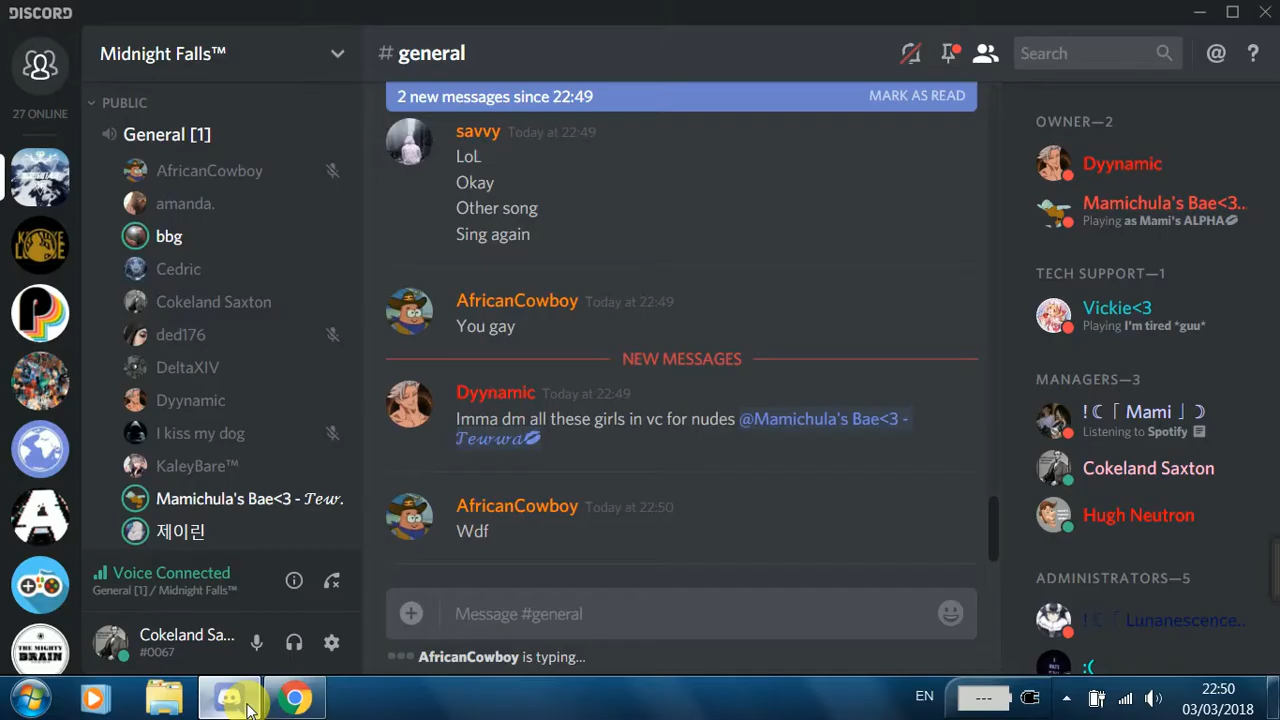 DISCORD
Midnight Falls™
# general
Search
@
?
27 ONLINE
PUBLIC
General [1]
AfricanCowboy
amanda.
bbg
Cedric
Cokeland Saxton
ded176
DeltaXIV
Dyynamic
I kiss my dog
KaleyBare™
Mamichula's Bae<3 - 𝓣𝓮𝔀.
제이린
Voice Connected
General [1] / Midnight Falls™
Cokeland Sa...
#0067
2 new messages since 22:49
MARK AS READ
savvy Today at 22:49
LoL
Okay
Other song
Sing again
AfricanCowboy Today at 22:49
You gay
NEW MESSAGES
Dyynamic Today at 22:49
Imma dm all these girls in vc for nudes @Mamichula's Bae<3 -
𝓣𝓮𝔀𝔀𝓪💋
AfricanCowboy Today at 22:50
Wdf
Message #general
AfricanCowboy is typing...
OWNER—2
Dyynamic
Mamichula's Bae<3..
Playing as Mami's ALPHA💋
TECH SUPPORT—1
Vickie<3
Playing I'm tired *guu*
MANAGERS—3
!☾「Mami」☽
Listening to Spotify
Cokeland Saxton
Hugh Neutron
ADMINISTRATORS—5
!☾「Lunanescence..
:(
THE MIGHTY
BRAIN
EN
---
22:50
03/03/2018